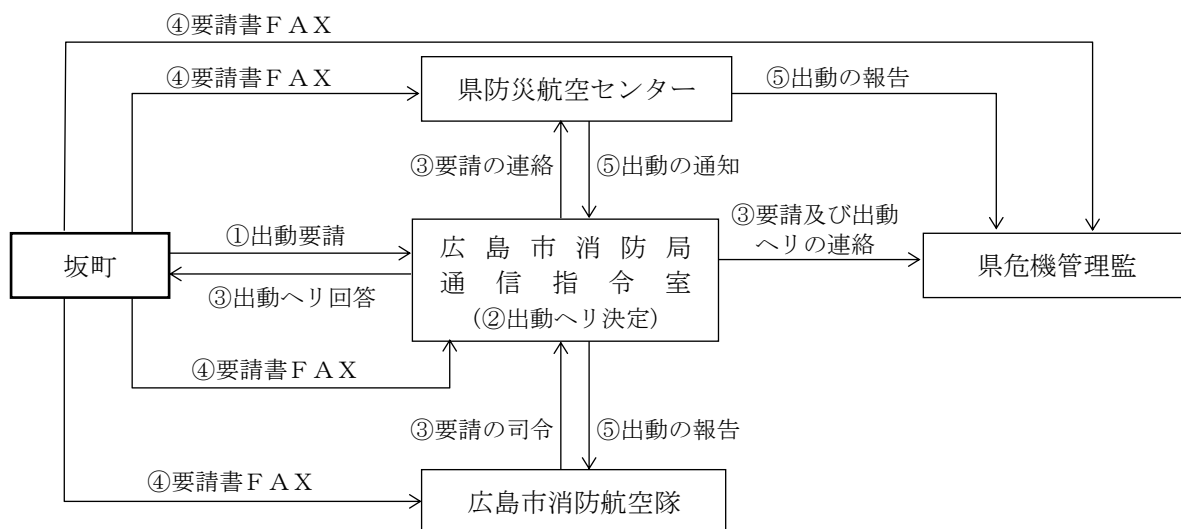 ④要請書ＦＡＸ
④要請書ＦＡＸ
県防災航空センター
⑤出動の報告
③要請の連絡
⑤出動の通知
①出動要請
坂町
③出動ヘリ回答
広島市消防局
通信指令室
（②出動ヘリ決定）
③要請及び出動
ヘリの連絡
県危機管理監
④要請書ＦＡＸ
③要請の司令
⑤出動の報告
④要請書ＦＡＸ
広島市消防航空隊